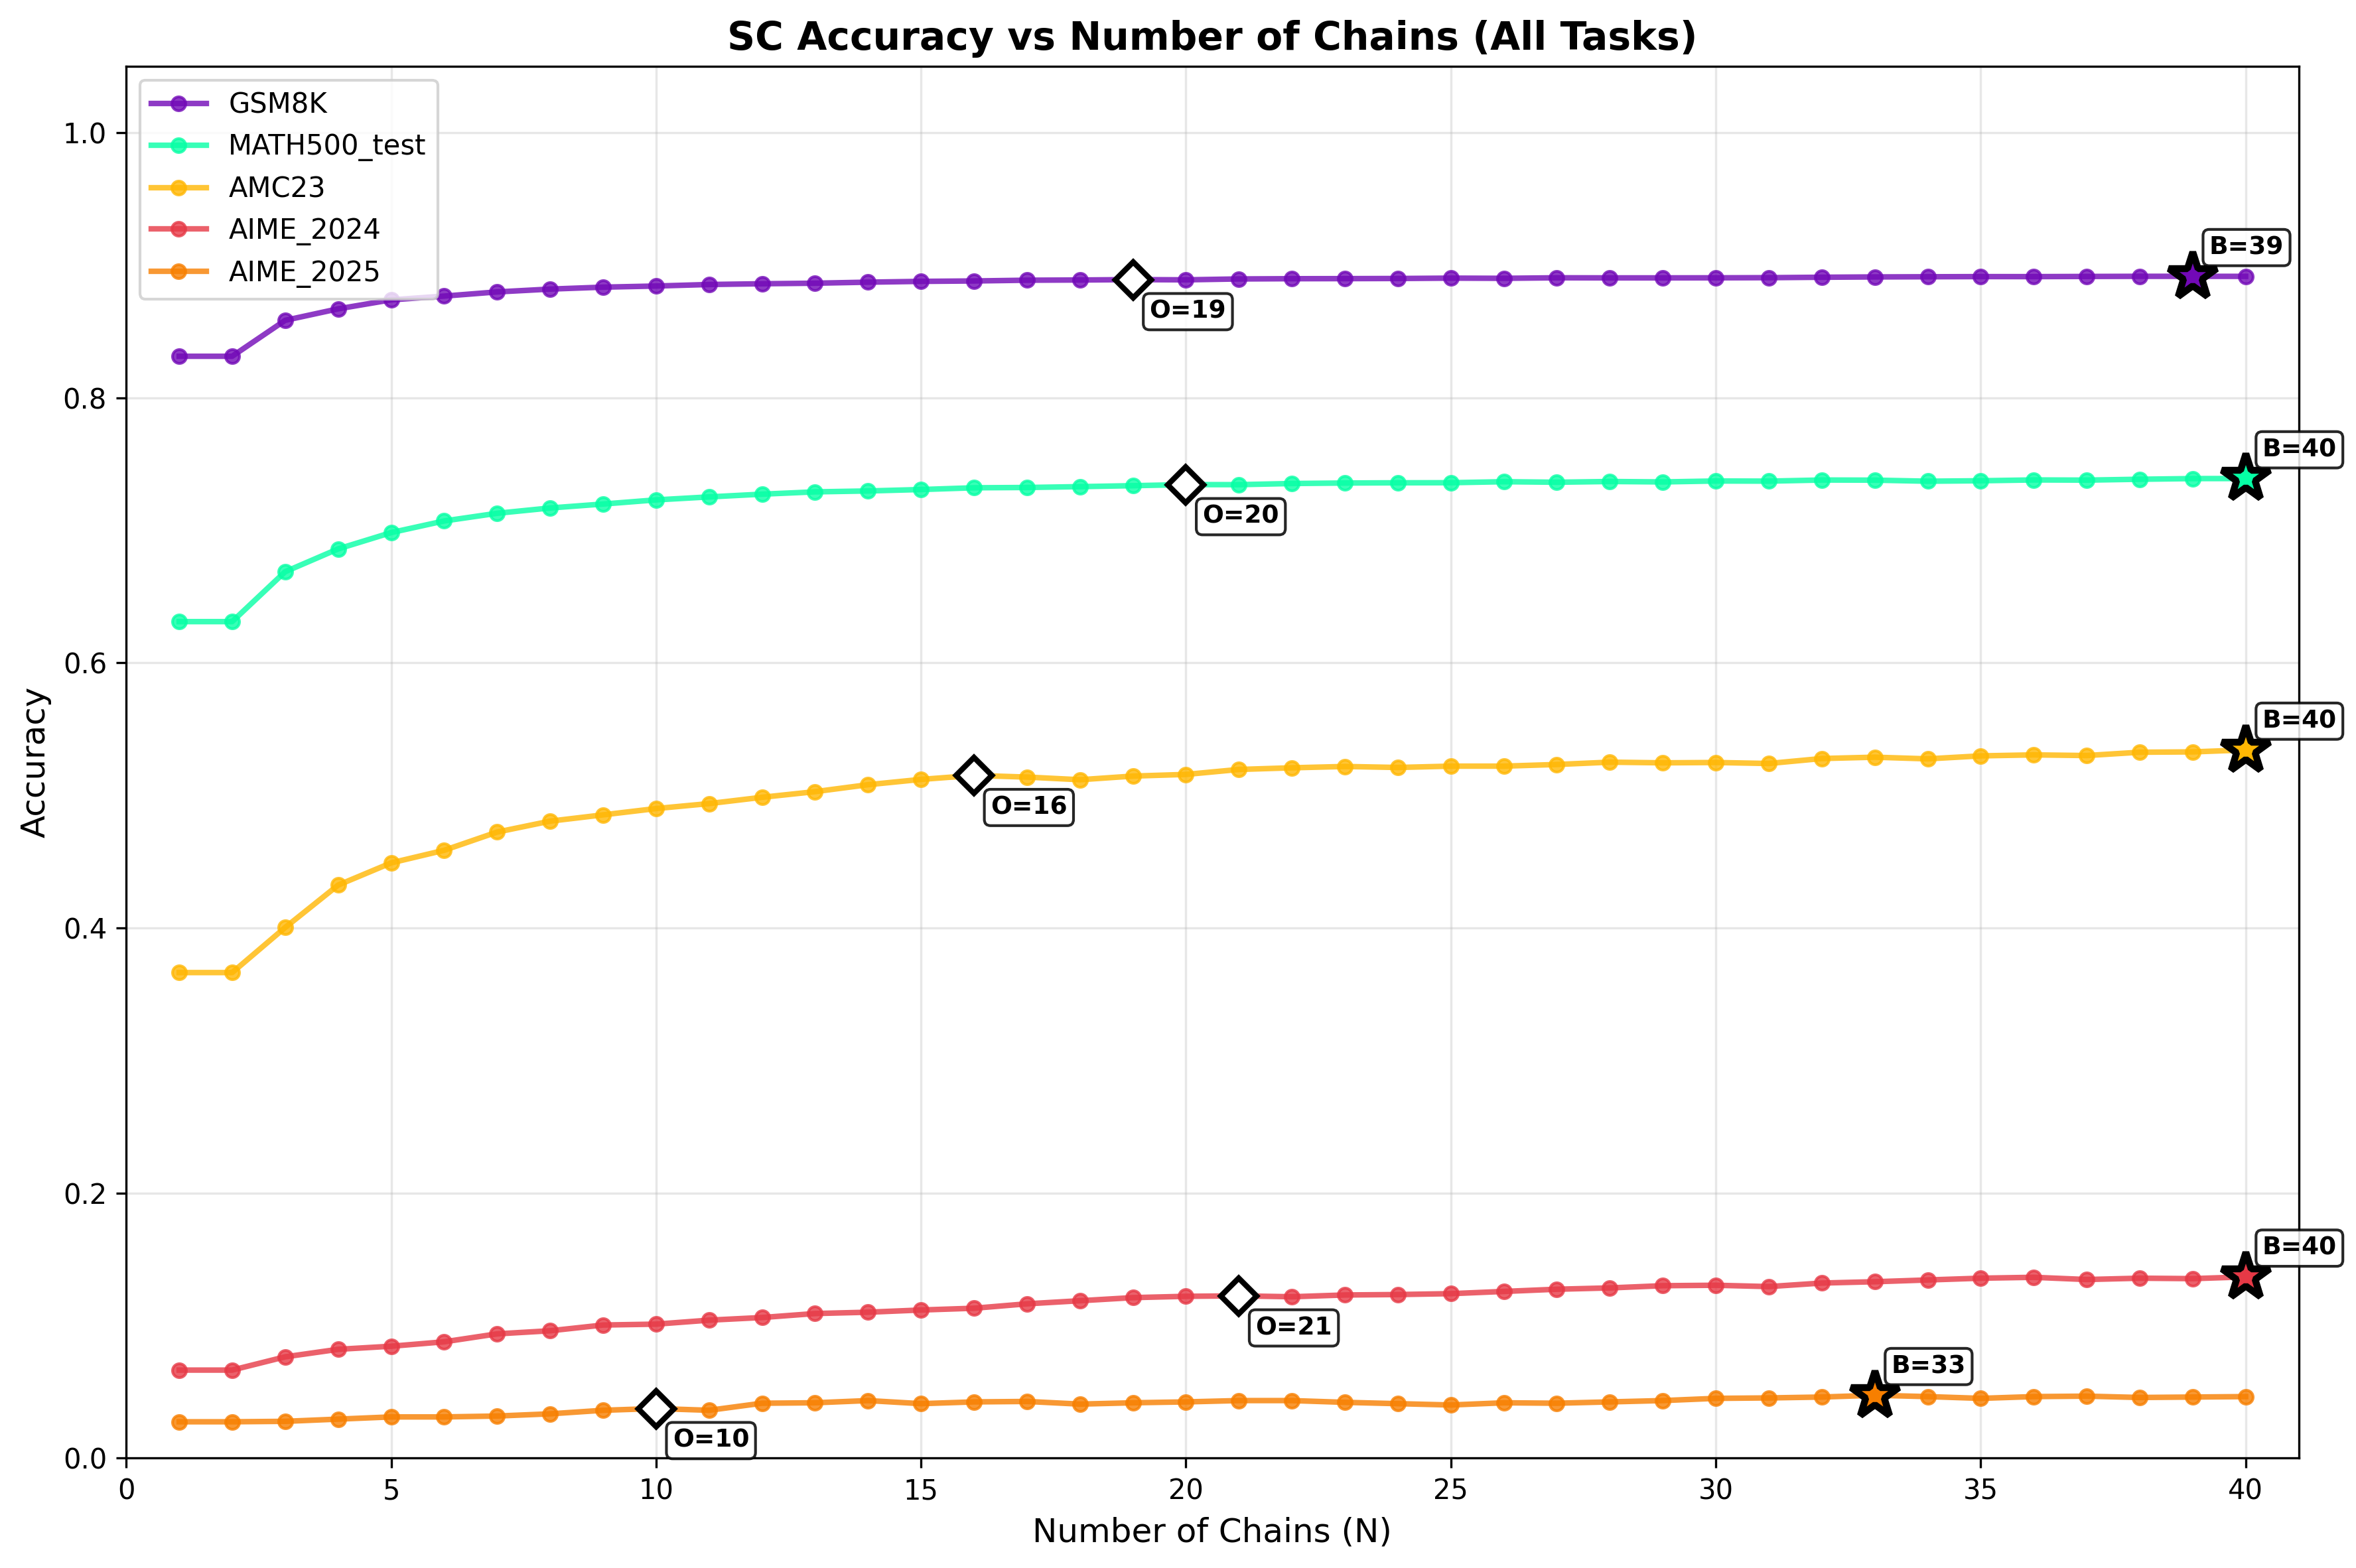 SC Accuracy vs Number of Chains (All Tasks)
GSM8K
MATH500_test
AMC23
AIME_2024
AIME_2025
1.0
0.8
0.6
0.4
0.2
0.0
Accuracy
B=39
O=19
B=40
O=20
B=40
O=16
B=40
O=21
B=33
O=10
0 5 10 15 20 25 30 35 40
Number of Chains (N)